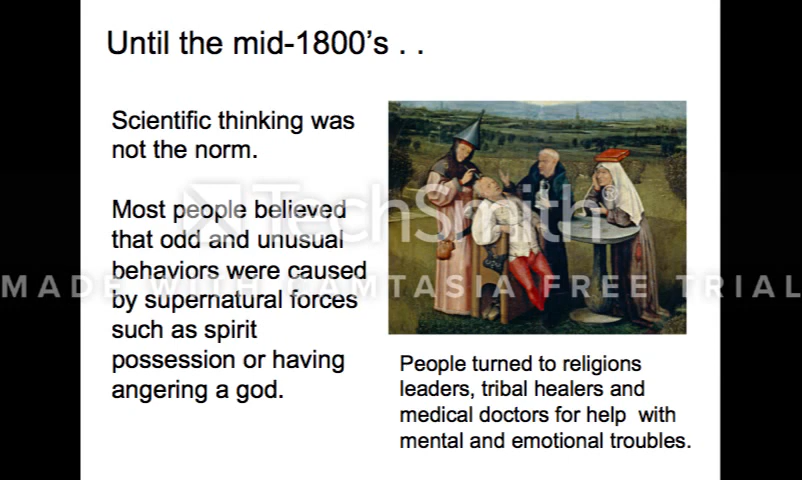 Until the mid-1800's . .
Scientific thinking was
not the norm.
Most people believed
that odd and unusual
behaviors were caused
by supernatural forces
such as spirit
possession or having
angering a god.
People turned to religions
leaders, tribal healers and
medical doctors for help with
mental and emotional troubles.
TechSmith®
MADE WITH CAMTASIA FREE TRIAL